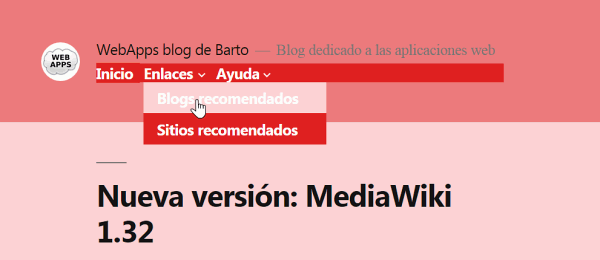 WEB
APPS
WebApps blog de Barto — Blog dedicado a las aplicaciones web
Inicio Enlaces Ayuda
Blogs recomendados
Sitios recomendados
Nueva versión: MediaWiki
1.32